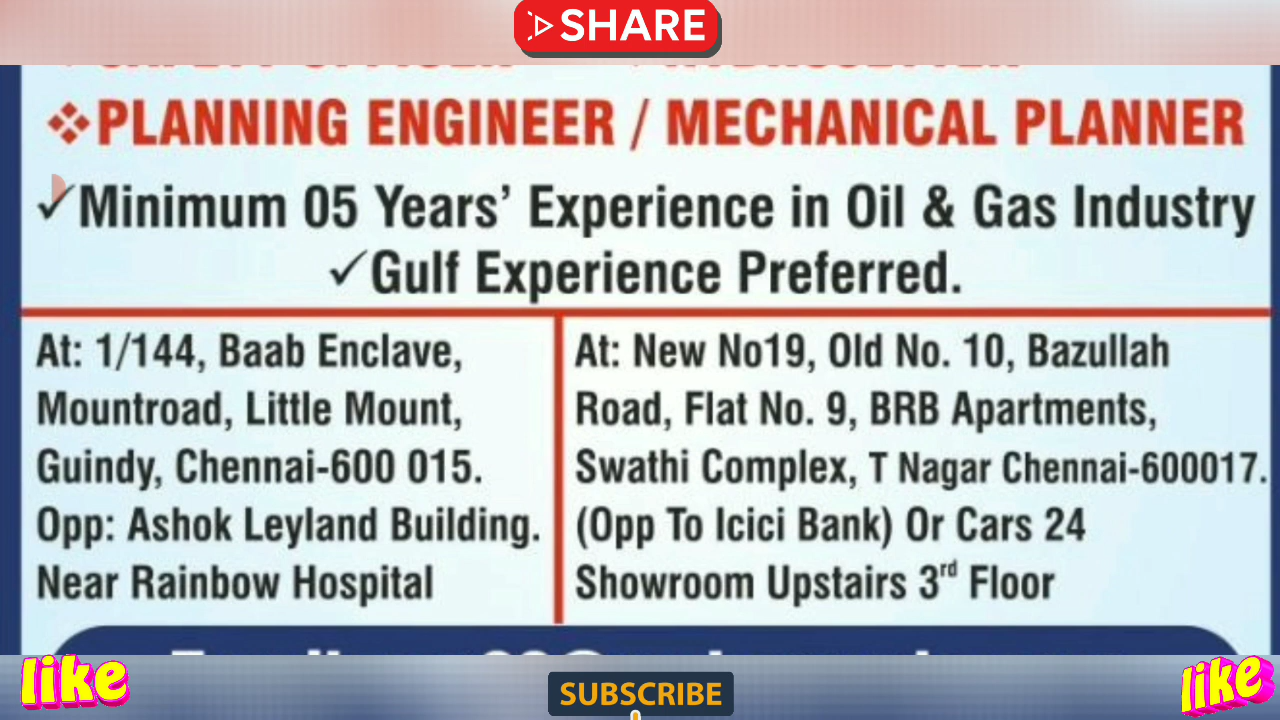 SHARE
❖PLANNING ENGINEER / MECHANICAL PLANNER
✓Minimum 05 Years' Experience in Oil & Gas Industry
✓Gulf Experience Preferred.
At: 1/144, Baab Enclave,
Mountroad, Little Mount,
Guindy, Chennai-600 015.
Opp: Ashok Leyland Building.
Near Rainbow Hospital
At: New No19, Old No. 10, Bazullah
Road, Flat No. 9, BRB Apartments,
Swathi Complex, T Nagar Chennai-600017.
(Opp To Icici Bank) Or Cars 24
Showroom Upstairs 3rd Floor
like
SUBSCRIBE
like